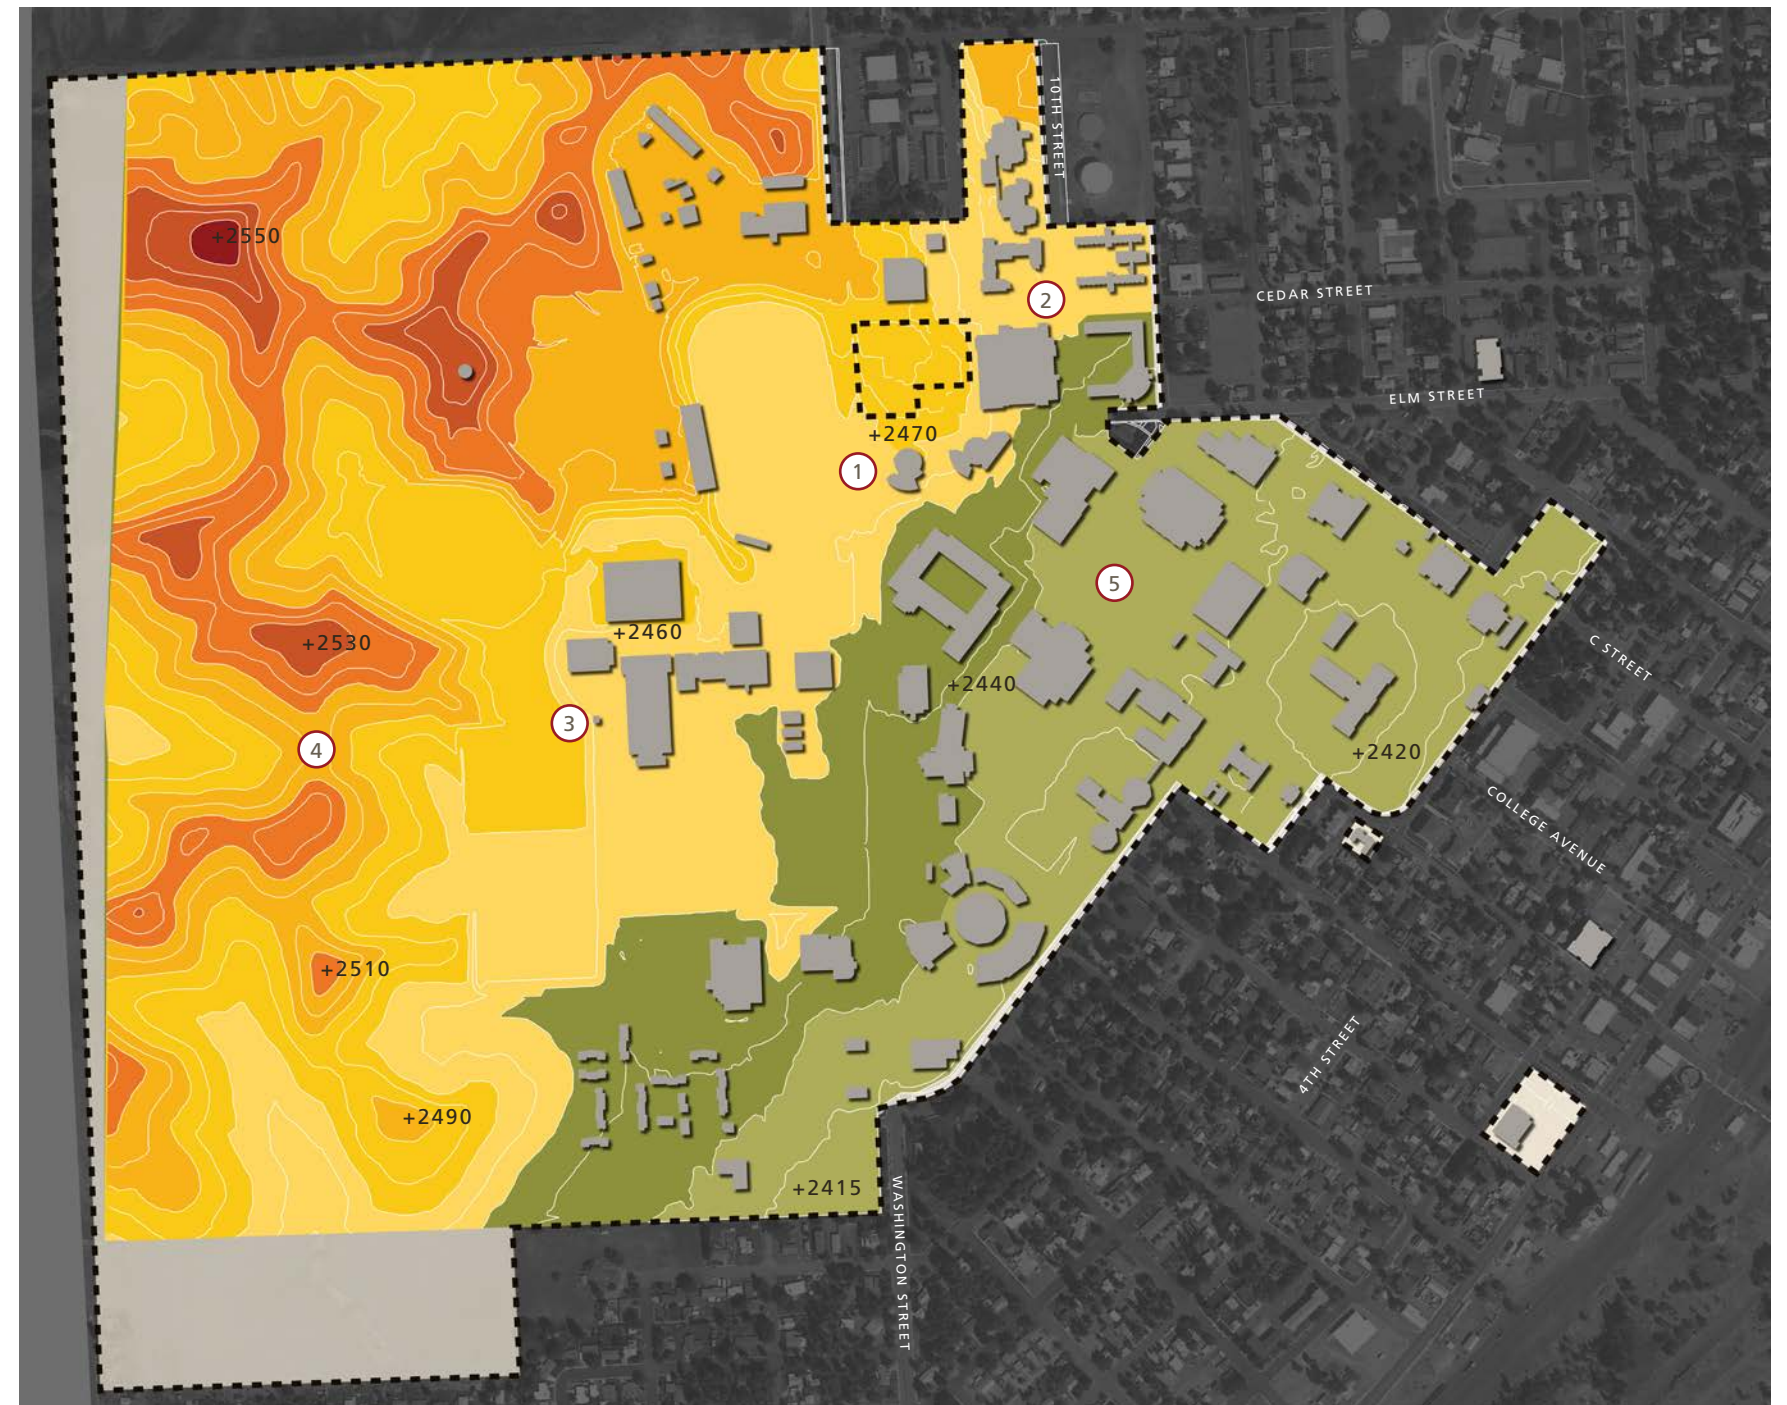 10TH STREET
+2550
2
CEDAR STREET
ELM STREET
+2470
1
5
+2460
+2530
+2440
C STREET
3
4
+2420
COLLEGE AVENUE
+2510
4TH STREET
+2490
+2415
WASHINGTON STREET